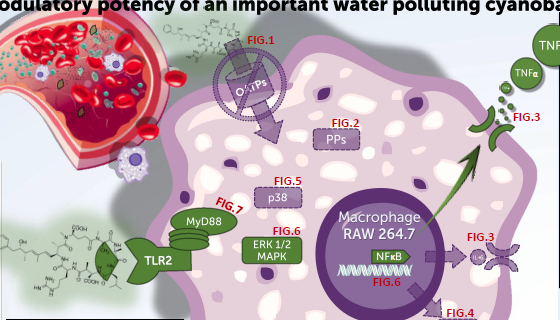 odulatory potency of an important water polluting cyanoba
FIG.1
OATPs
TNF
TNFα
FIG.3
FIG.2
PPs
FIG.5
p38
FIG.7
MyD88
FIG.6
ERK 1/2
MAPK
TLR2
Macrophage
RAW 264.7
NFκB
FIG.6
FIG.3
FIG.4